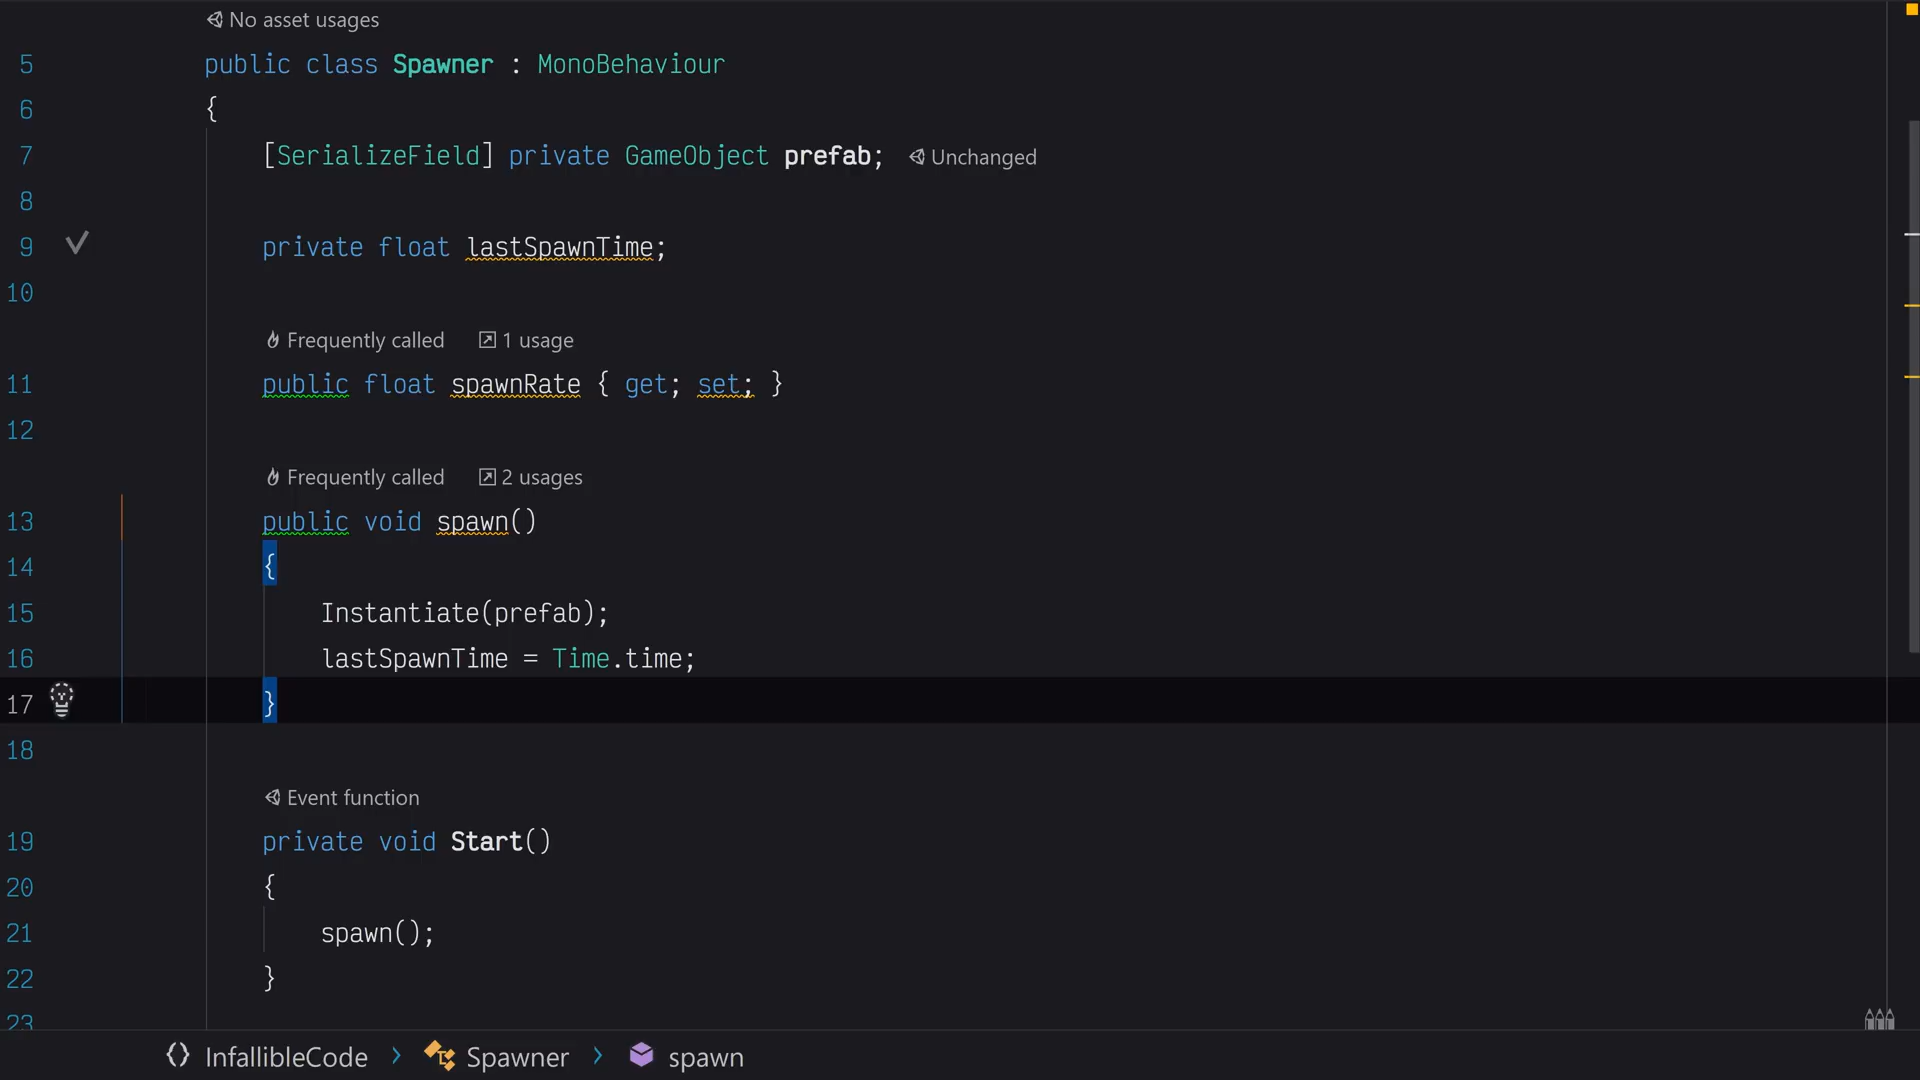 No asset usages
5 public class Spawner : MonoBehaviour
6 {
7 [SerializeField] private GameObject prefab; Unchanged
8
9 private float lastSpawnTime;
10
Frequently called 1 usage
11 public float spawnRate { get; set; }
12
Frequently called 2 usages
13 public void spawn()
14 {
15 Instantiate(prefab);
16 lastSpawnTime = Time.time;
17 }
18
Event function
19 private void Start()
20 {
21 spawn();
22 }
23
InfallibleCode > Spawner > spawn